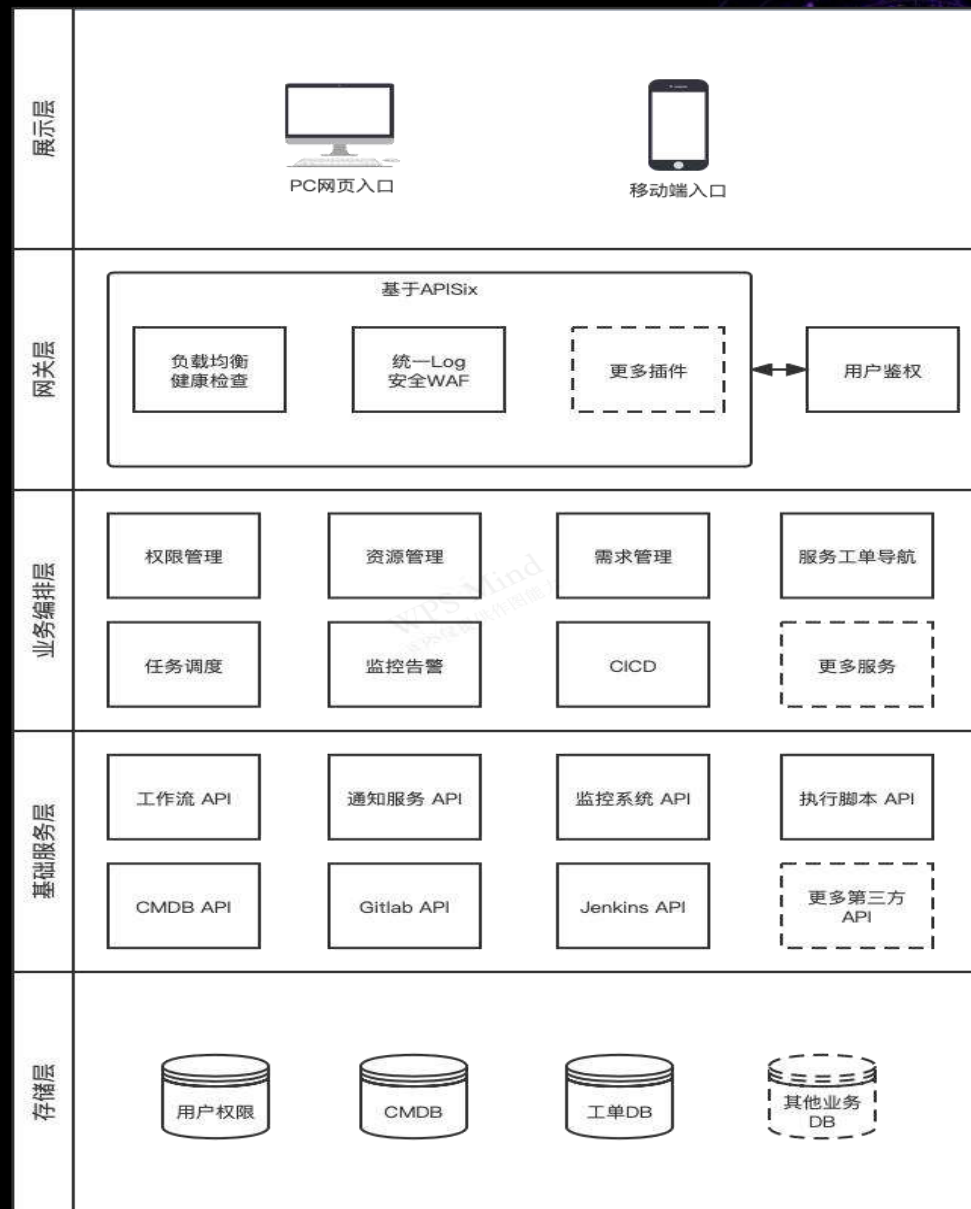 展示层
PC网页入口
移动端入口
网关层
基于APISix
负载均衡
健康检查
统一Log
安全WAF
更多插件
用户鉴权
业务编排层
权限管理
资源管理
需求管理
服务工单导航
任务调度
监控告警
CICD
更多服务
WPS Mind
基础服务层
工作流 API
通知服务 API
监控系统 API
执行脚本 API
CMDB API
Gitlab API
Jenkins API
更多第三方
API
存储层
用户权限
CMDB
工单DB
其他业务
DB